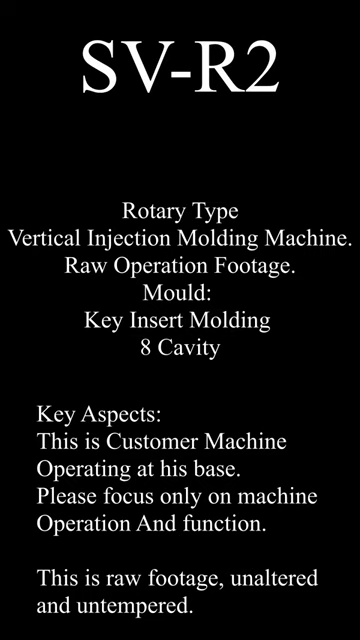 SV-R2
Rotary Type
Vertical Injection Molding Machine.
Raw Operation Footage.
Mould:
Key Insert Molding
8 Cavity
Key Aspects:
This is Customer Machine
Operating at his base.
Please focus only on machine
Operation And function.
This is raw footage, unaltered
and untempered.